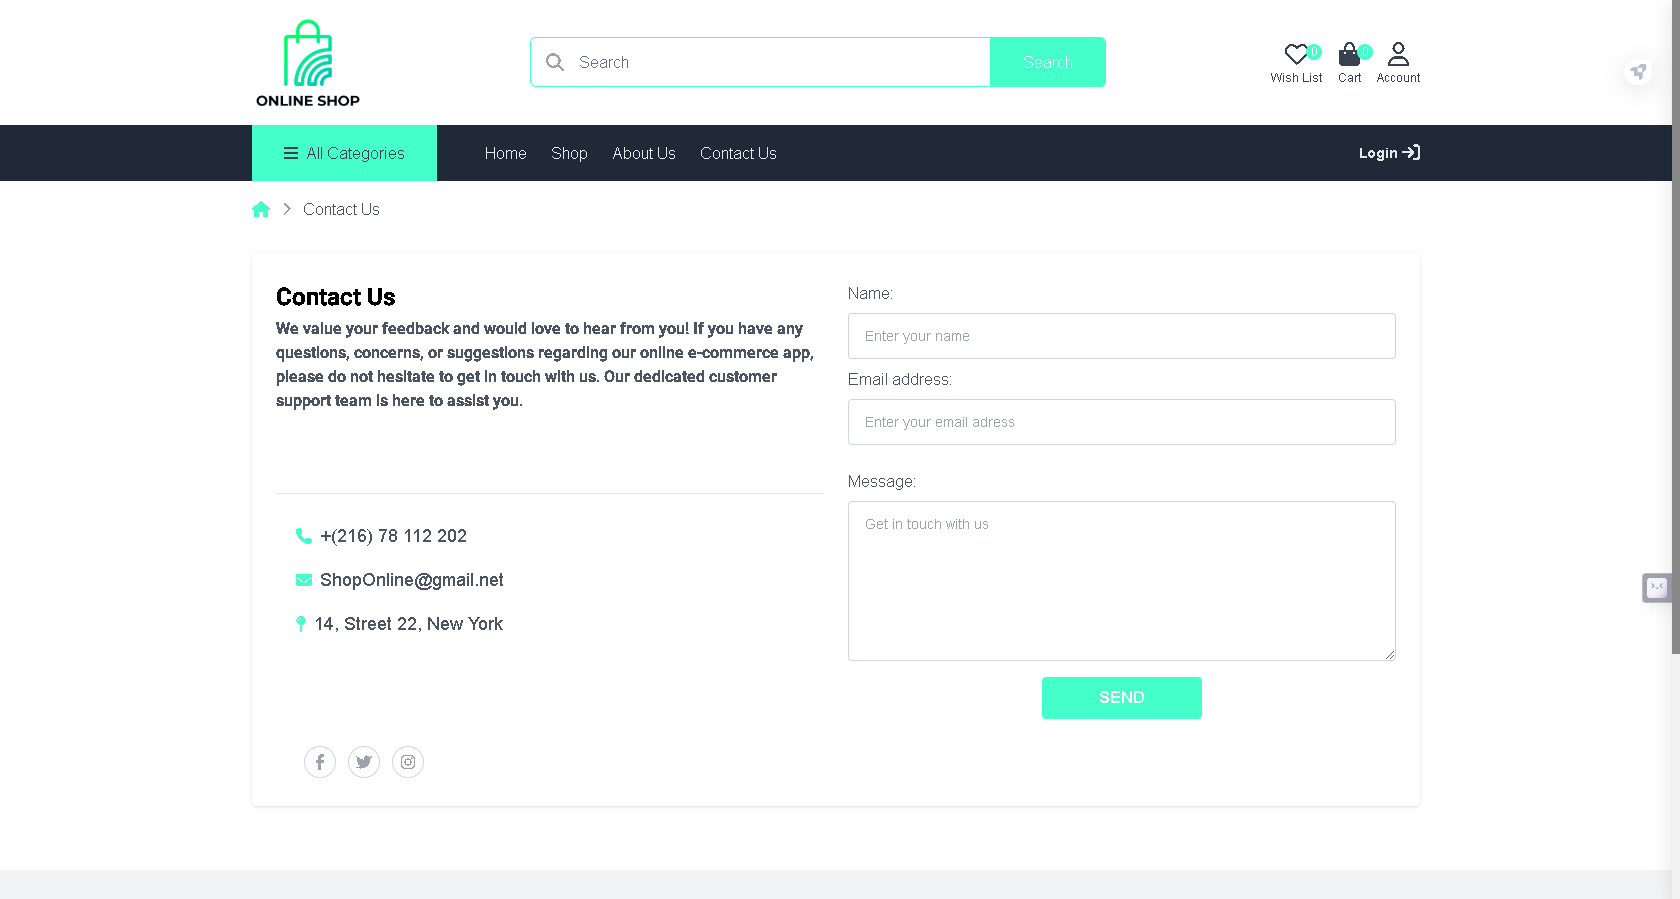 ONLINE SHOP
Search
Search
0
0
Wish List
Cart
Account
All Categories
Home
Shop
About Us
Contact Us
Login
Contact Us
Contact Us
We value your feedback and would love to hear from you! If you have any
questions, concerns, or suggestions regarding our online e-commerce app,
please do not hesitate to get in touch with us. Our dedicated customer
support team is here to assist you.
+(216) 78 112 202
ShopOnline@gmail.net
14, Street 22, New York
Name:
Enter your name
Email address:
Enter your email adress
Message:
Get in touch with us
SEND